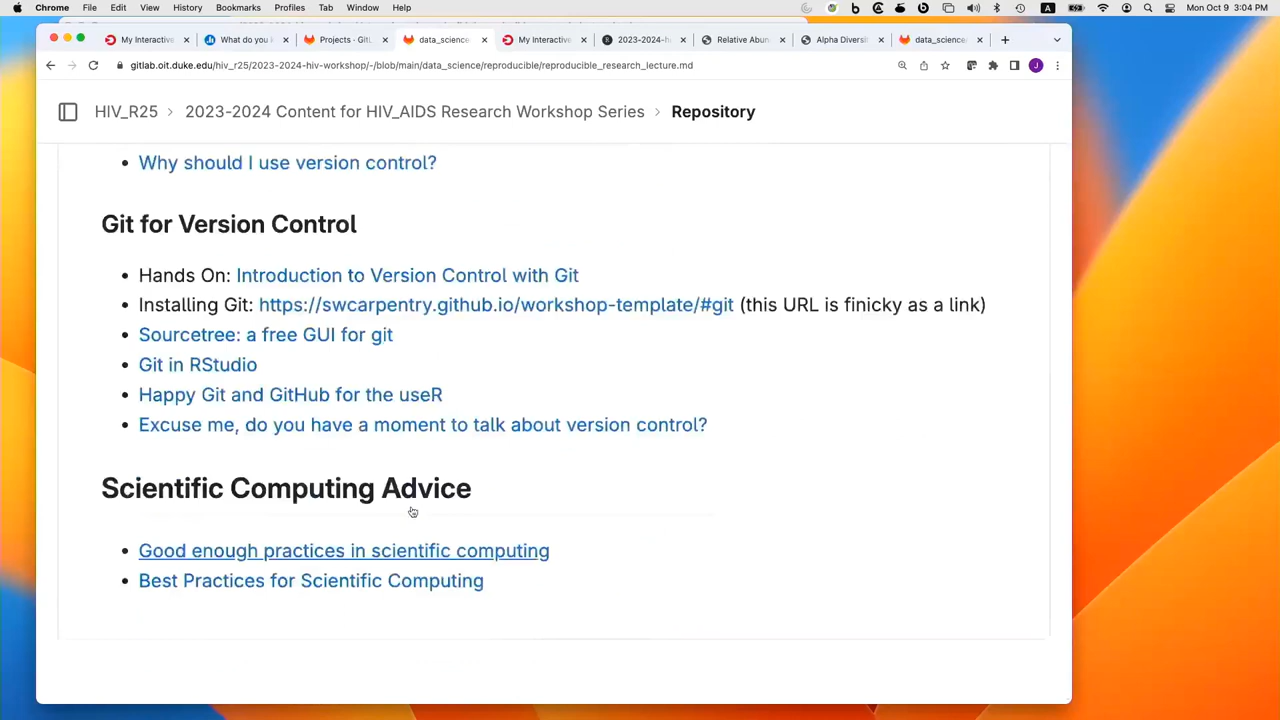 Chrome File Edit View History Bookmarks Profiles Tab Window Help A Mon Oct 9 3:04 PM
My Interactive What do you k Projects · GitL data_science My Interactive 2023-2024-h Relative Abun Alpha Diversit data_science
gitlab.oit.duke.edu/hiv_r25/2023-2024-hiv-workshop/-/blob/main/data_science/reproducible/reproducible_research_lecture.md J
HIV_R25 > 2023-2024 Content for HIV_AIDS Research Workshop Series > Repository
• Why should I use version control?
Git for Version Control
• Hands On: Introduction to Version Control with Git
• Installing Git: https://swcarpentry.github.io/workshop-template/#git (this URL is finicky as a link)
• Sourcetree: a free GUI for git
• Git in RStudio
• Happy Git and GitHub for the useR
• Excuse me, do you have a moment to talk about version control?
Scientific Computing Advice
• Good enough practices in scientific computing
• Best Practices for Scientific Computing